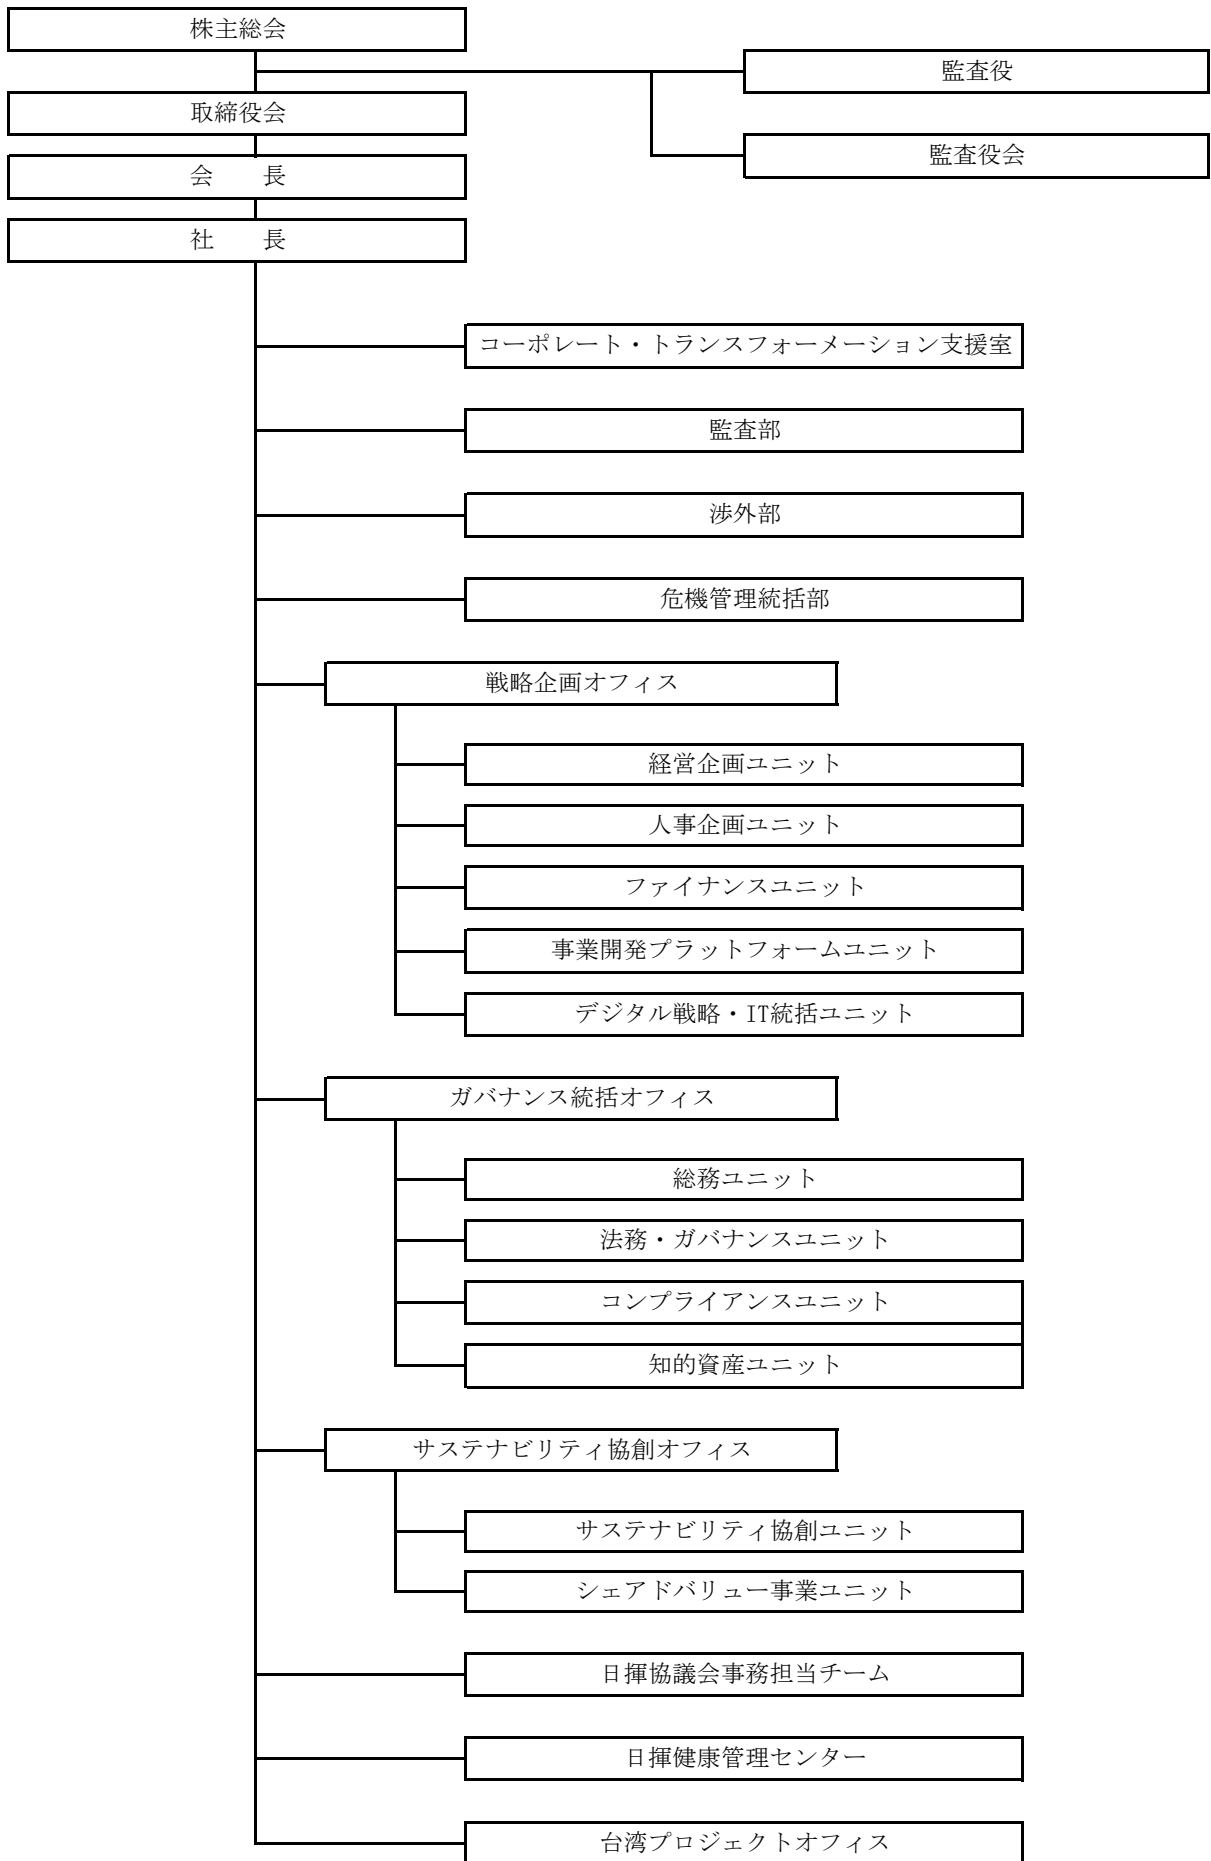 株主総会
監査役
取締役会
監査役会
会　　長
社　　長
コーポレート・トランスフォーメーション支援室
監査部
渉外部
危機管理統括部
戦略企画オフィス
経営企画ユニット
人事企画ユニット
ファイナンスユニット
事業開発プラットフォームユニット
デジタル戦略・IT統括ユニット
ガバナンス統括オフィス
総務ユニット
法務・ガバナンスユニット
コンプライアンスユニット
知的資産ユニット
サステナビリティ協創オフィス
サステナビリティ協創ユニット
シェアドバリュー事業ユニット
日揮協議会事務担当チーム
日揮健康管理センター
台湾プロジェクトオフィス